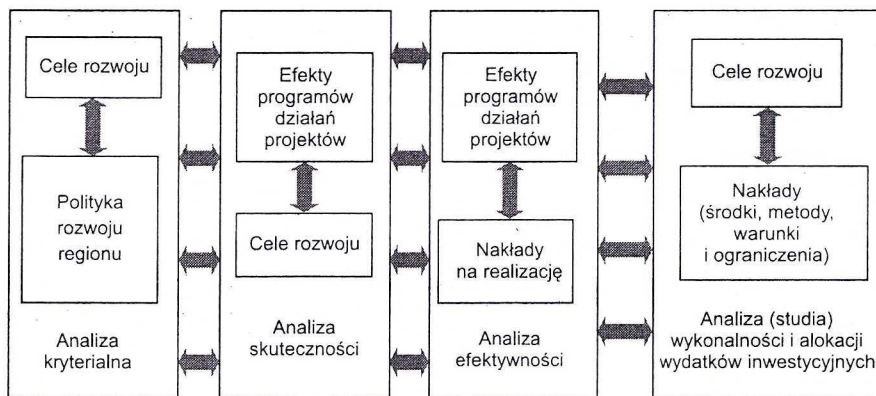 Cele rozwoju
Polityka
rozwoju
regionu
Analiza
kryterialna
Efekty
programów
działań
projektów
Cele rozwoju
Analiza
skuteczności
Efekty
programów
działań
projektów
Nakłady
na realizację
Analiza
efektywności
Cele rozwoju
Nakłady
(środki, metody,
warunki
i ograniczenia)
Analiza (studia)
wykonalności i alokacji
wydatków inwestycyjnych